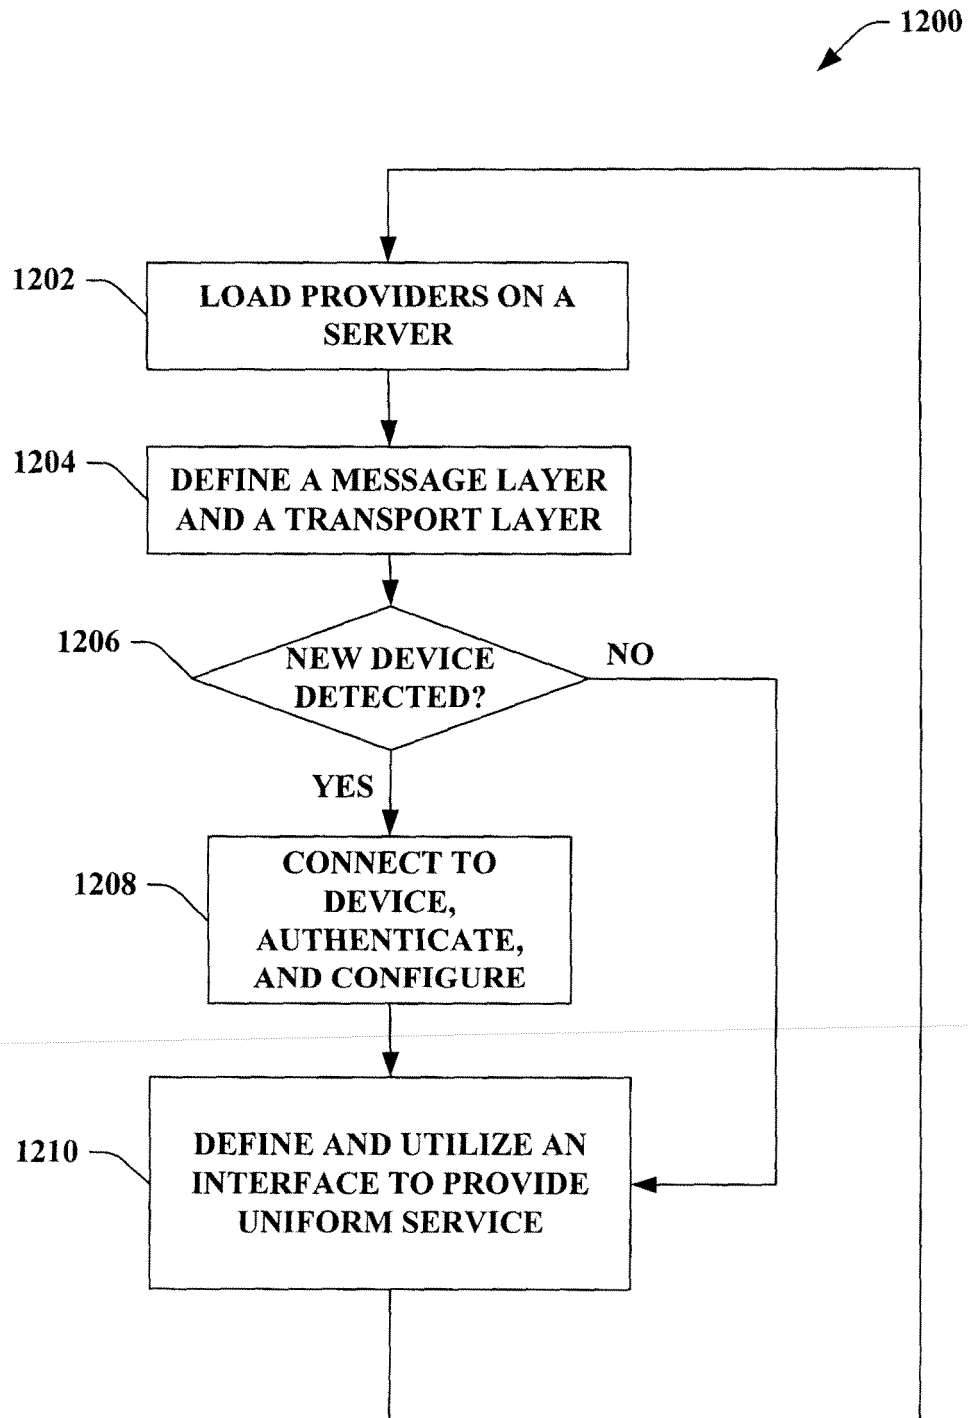 1200
1202
LOAD PROVIDERS ON A
SERVER
1204
DEFINE A MESSAGE LAYER
AND A TRANSPORT LAYER
1206
NEW DEVICE
DETECTED?
NO
YES
1208
CONNECT TO
DEVICE,
AUTHENTICATE,
AND CONFIGURE
1210
DEFINE AND UTILIZE AN
INTERFACE TO PROVIDE
UNIFORM SERVICE